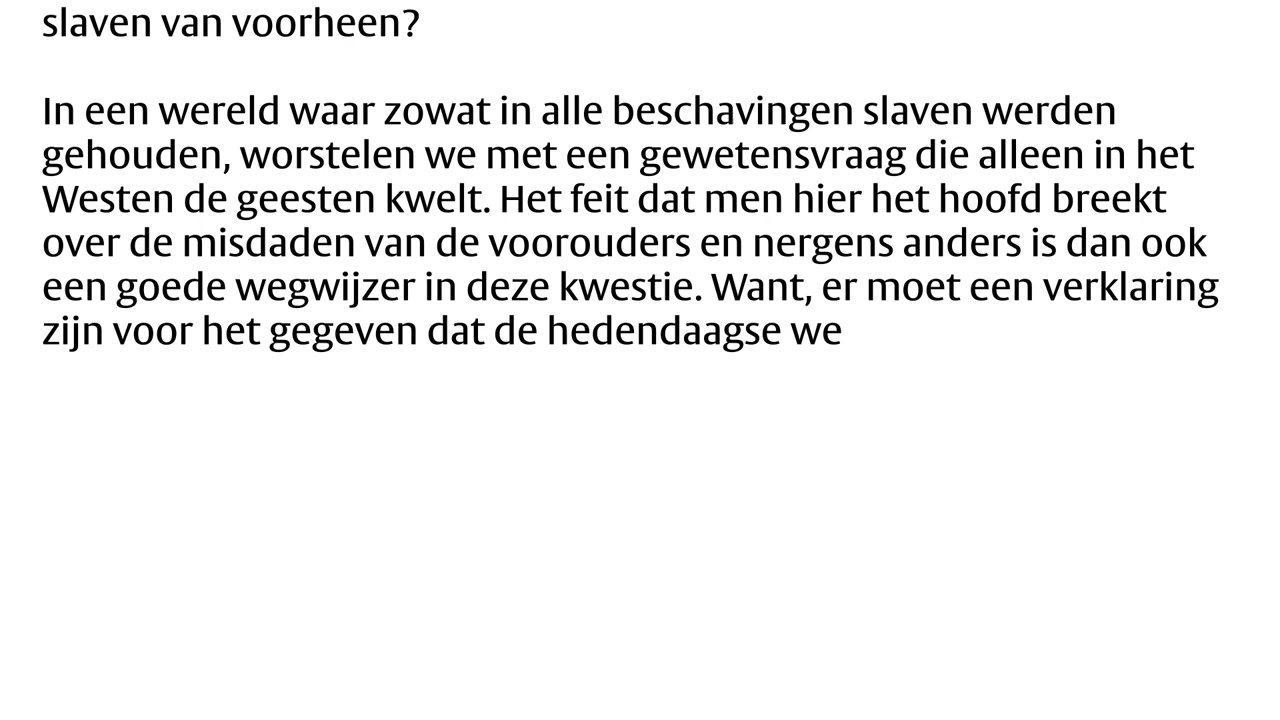 slaven van voorheen?
In een wereld waar zowat in alle beschavingen slaven werden
gehouden, worstelen we met een gewetensvraag die alleen in het
Westen de geesten kwelt. Het feit dat men hier het hoofd breekt
over de misdaden van de voorouders en nergens anders is dan ook
een goede wegwijzer in deze kwestie. Want, er moet een verklaring
zijn voor het gegeven dat de hedendaagse we